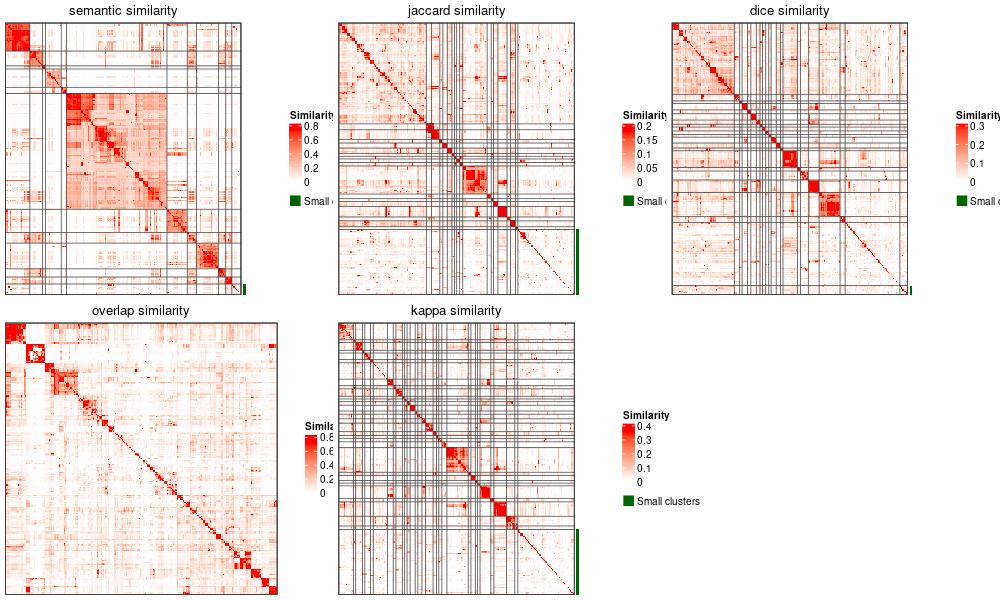 semantic similarity
jaccard similarity
dice similarity
Similarity
0.8
0.6
0.4
0.2
0
Small
Similarity
0.2
0.15
0.1
0.05
0
Small
Similarity
0.3
0.2
0.1
0
Small c
overlap similarity
kappa similarity
Simila
0.8
0.6
0.4
0.2
0
Similarity
0.4
0.3
0.2
0.1
0
Small clusters